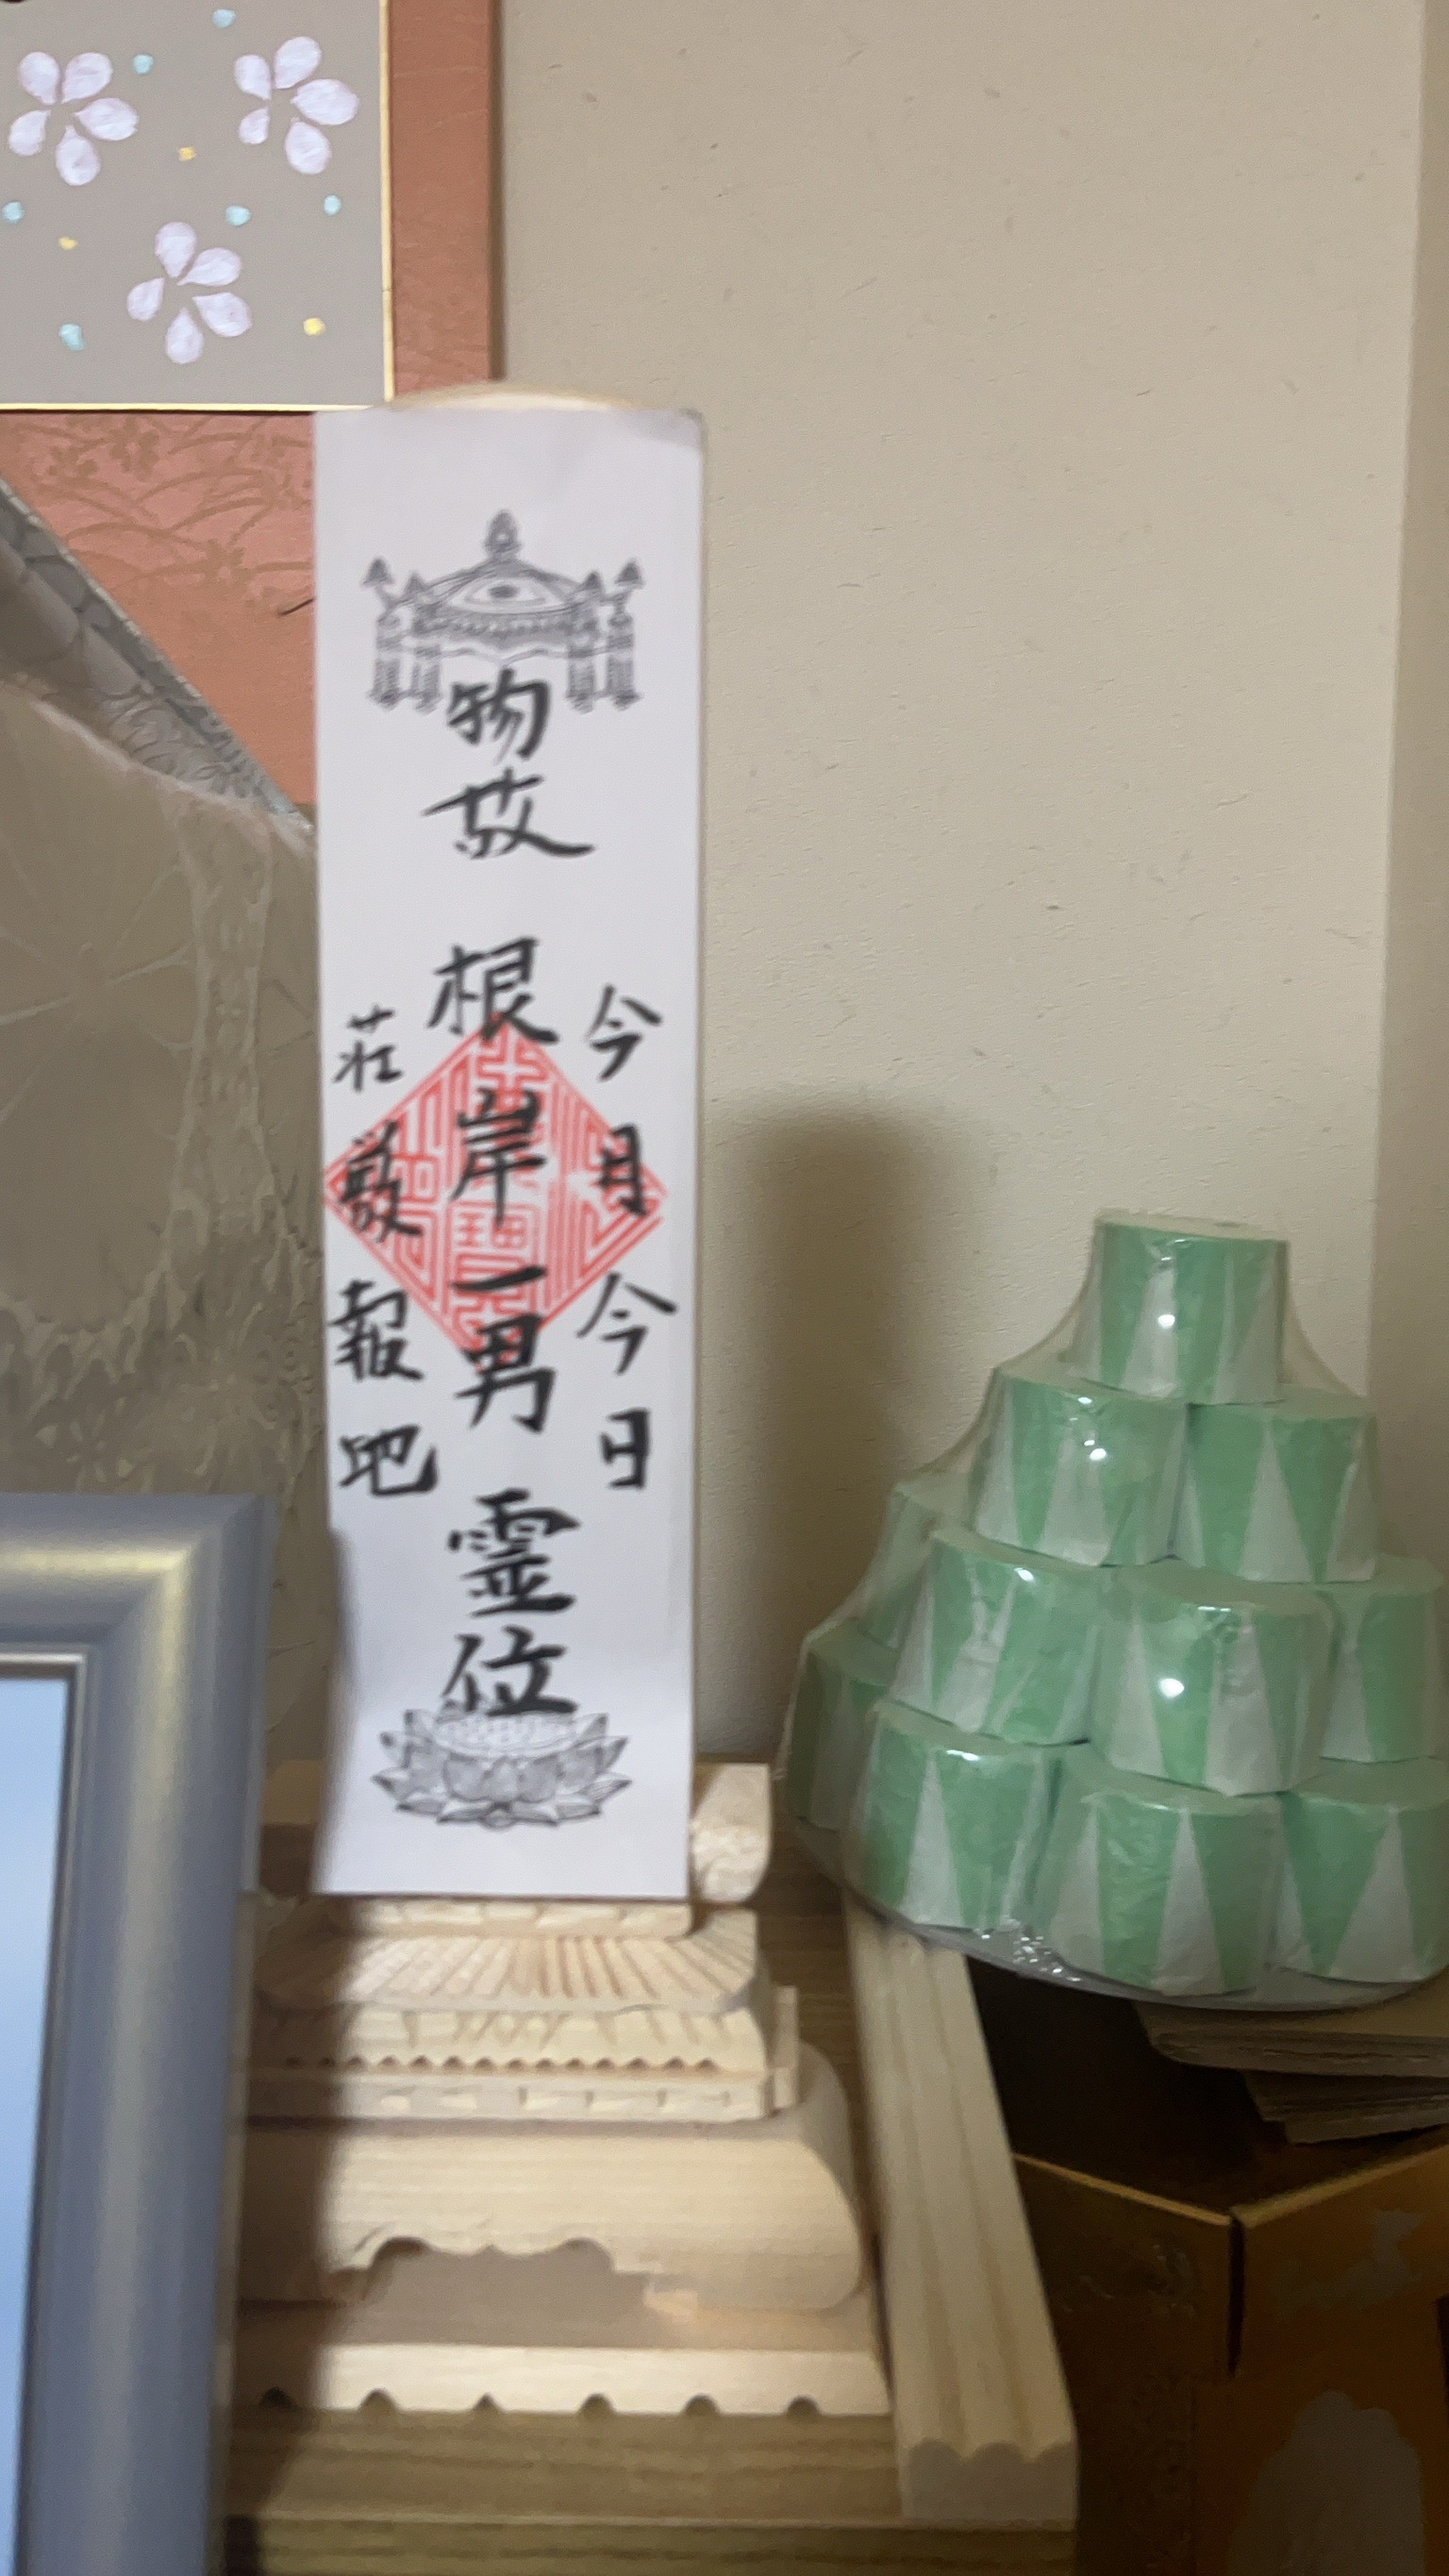 今月今日
物故 根岸一男 霊位
荘厳報地